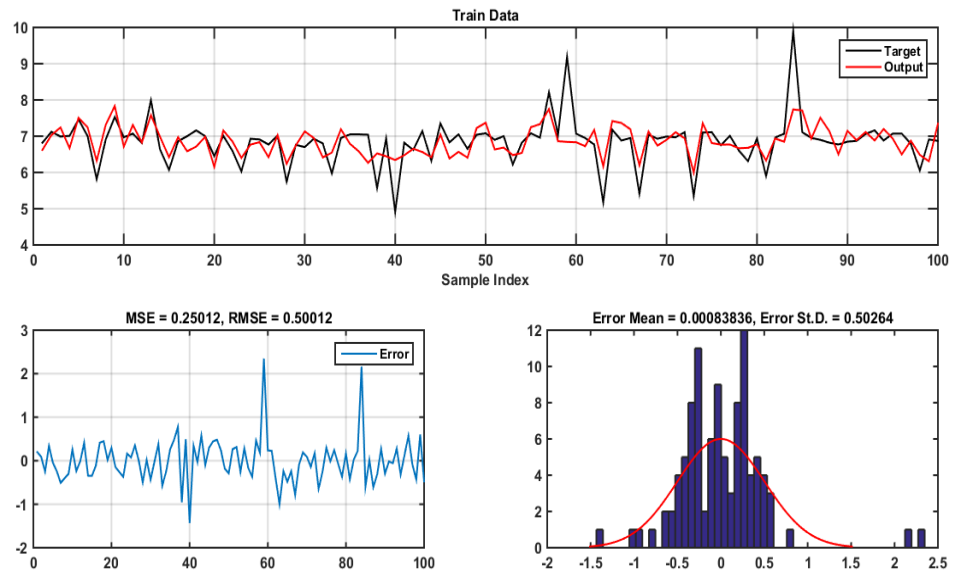 Train Data
10
9
8
7
6
5
4
Target
Output
0 10 20 30 40 50 60 70 80 90 100
Sample Index
MSE = 0.25012, RMSE = 0.50012
3
2
1
0
-1
-2
Error
0 20 40 60 80 100
Error Mean = 0.00083836, Error St.D. = 0.50264
12
10
8
6
4
2
0
-2 -1.5 -1 -0.5 0 0.5 1 1.5 2 2.5